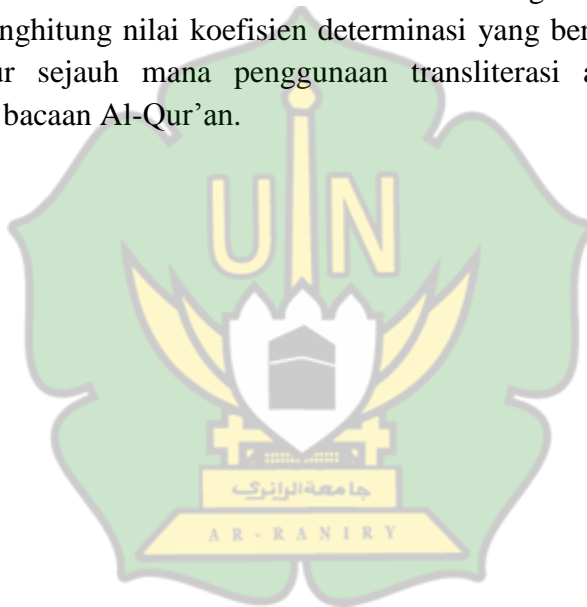 nghitung nilai koefisien determinasi yang ber
ur sejauh mana penggunaan transliterasi a
bacaan Al-Qur’an.
UIN
جامعة الرانري
AR-RANIRY